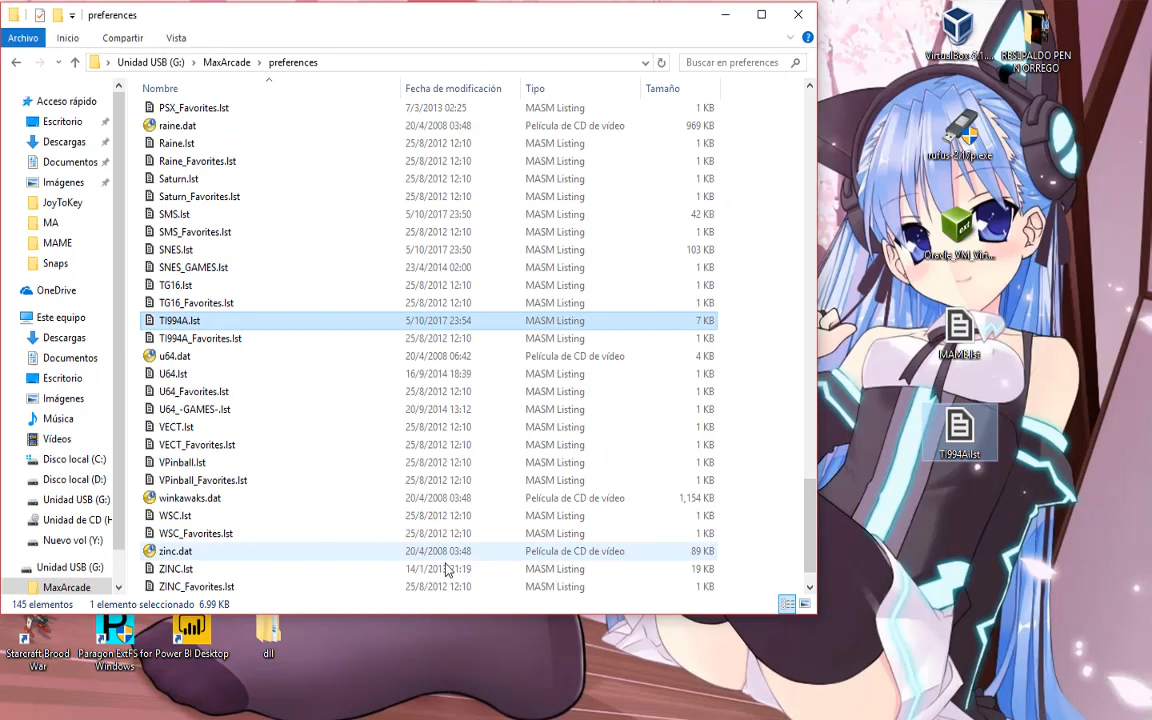 preferences
Archivo Inicio Compartir Vista
Unidad USB (G:) MaxArcade preferences Buscar en preferences
Nombre Fecha de modificación Tipo Tamaño
PSX_Favorites.lst 7/3/2013 02:25 MASM Listing 1 KB
raine.dat 20/4/2008 03:48 Película de CD de vídeo 969 KB
Raine.lst 25/8/2012 12:10 MASM Listing 1 KB
Raine_Favorites.lst 25/8/2012 12:10 MASM Listing 1 KB
Saturn.lst 25/8/2012 12:10 MASM Listing 1 KB
Saturn_Favorites.lst 25/8/2012 12:10 MASM Listing 1 KB
SMS.lst 5/10/2017 23:50 MASM Listing 42 KB
SMS_Favorites.lst 25/8/2012 12:10 MASM Listing 1 KB
SNES.lst 5/10/2017 23:50 MASM Listing 103 KB
SNES_GAMES.lst 23/4/2014 02:00 MASM Listing 1 KB
TG16.lst 25/8/2012 12:10 MASM Listing 1 KB
TG16_Favorites.lst 25/8/2012 12:10 MASM Listing 1 KB
TI994A.lst 5/10/2017 23:54 MASM Listing 7 KB
TI994A_Favorites.lst 25/8/2012 12:10 MASM Listing 1 KB
u64.dat 20/4/2008 06:42 Película de CD de vídeo 4 KB
U64.lst 16/9/2014 18:39 MASM Listing 1 KB
U64_Favorites.lst 25/8/2012 12:10 MASM Listing 1 KB
U64_-GAMES-.lst 20/9/2014 13:12 MASM Listing 1 KB
VECT.lst 25/8/2012 12:10 MASM Listing 1 KB
VECT_Favorites.lst 25/8/2012 12:10 MASM Listing 1 KB
VPinball.lst 25/8/2012 12:10 MASM Listing 1 KB
VPinball_Favorites.lst 25/8/2012 12:10 MASM Listing 1 KB
winkawaks.dat 20/4/2008 03:48 Película de CD de vídeo 1,154 KB
WSC.lst 25/8/2012 12:10 MASM Listing 1 KB
WSC_Favorites.lst 25/8/2012 12:10 MASM Listing 1 KB
zinc.dat 20/4/2008 03:48 Película de CD de vídeo 89 KB
ZINC.lst MASM Listing 19 KB
ZINC_Favorites.lst 25/8/2012 12:10 MASM Listing 1 KB
Acceso rápido
Escritorio
Descargas
Documentos
Imágenes
JoyToKey
MA
MAME
Snaps
OneDrive
Este equipo
Descargas
Documentos
Escritorio
Imágenes
Música
Vídeos
Disco local (C:)
Disco local (D:)
Unidad USB (G:)
Unidad de CD (H
Nuevo vol (Y:)
Unidad USB (G:)
MaxArcade
145 elementos 1 elemento seleccionado 6.99 KB
rufus-2.17p.exe
ext
Oracle_VM_Virt...
MAME.lst
TI994A.lst
Starcraft Brood War
Paragon ExtFS for Windows
Power BI Desktop
dll